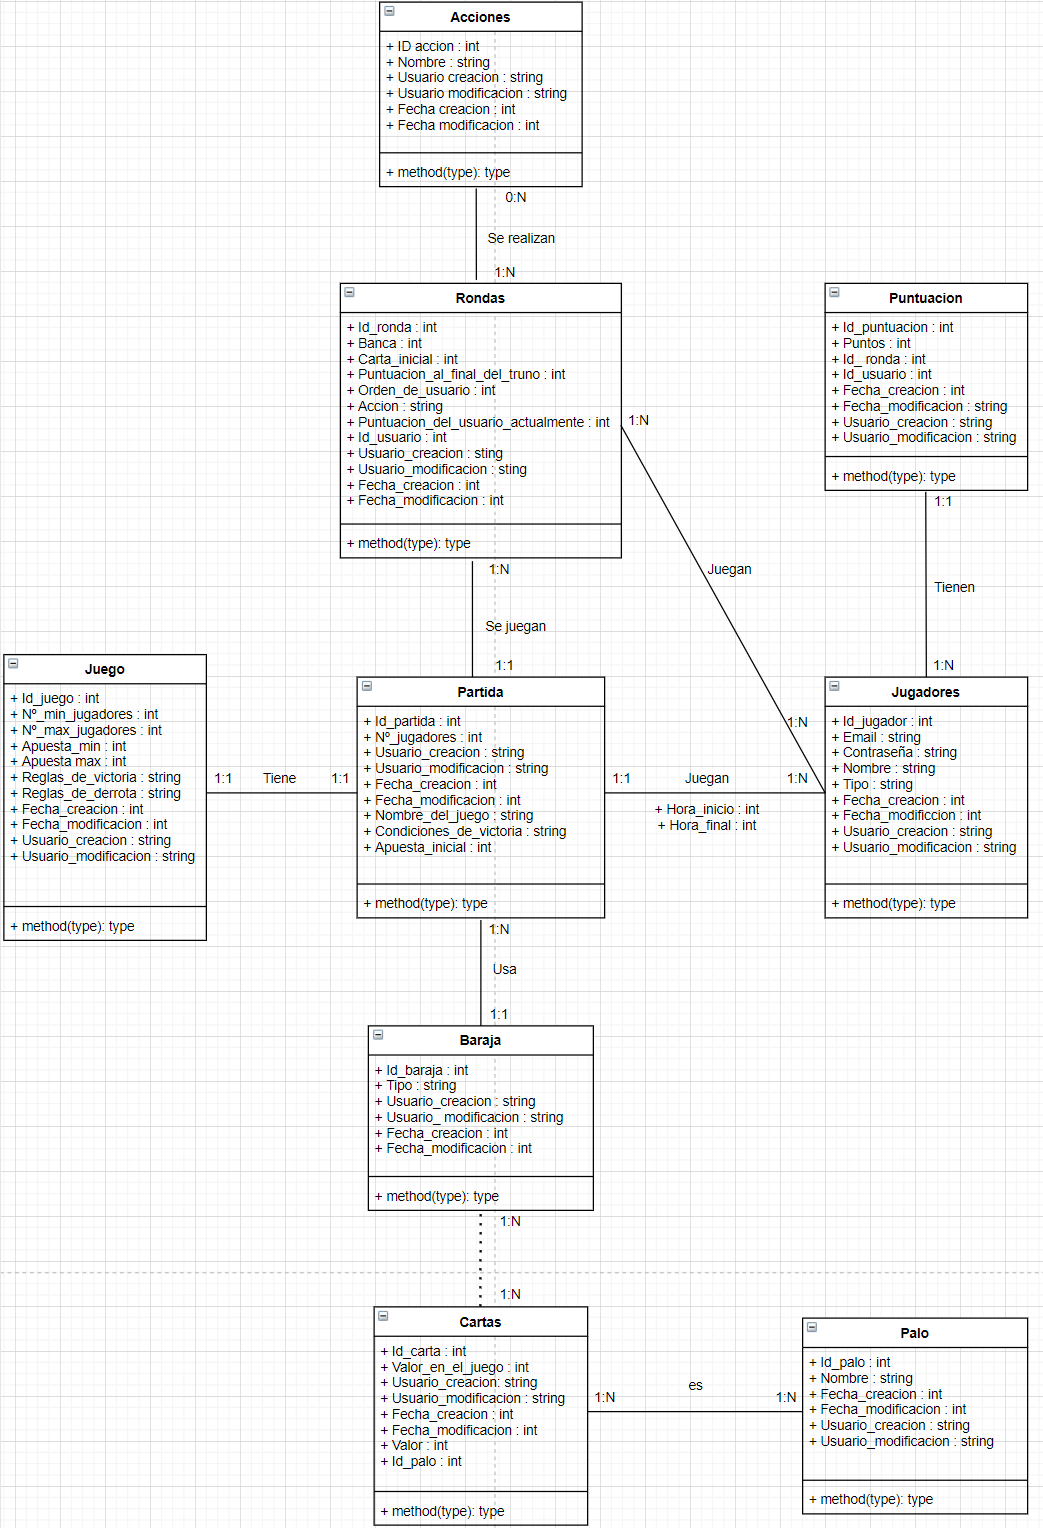 Acciones
+ ID accion : int
+ Nombre : string
+ Usuario creacion : string
+ Usuario modificacion : string
+ Fecha creacion : int
+ Fecha modificacion : int
+ method(type): type
0:N
Se realizan
1:N
Rondas
+ Id_ronda : int
+ Banca : int
+ Carta_inicial : int
+ Puntuacion_al_final_del_truno : int
+ Orden_de_usuario : int
+ Accion : string
+ Puntuacion_del_usuario_actualmente : int
+ Id_usuario : int
+ Usuario_creacion : sting
+ Usuario_modificacion : sting
+ Fecha_creacion : int
+ Fecha_modificacion : int
+ method(type): type
1:N
Puntuacion
+ Id_puntuacion : int
+ Puntos : int
+ Id_ ronda : int
+ Id_usuario : int
+ Fecha_creacion : int
+ Fecha_modificacion : string
+ Usuario_creacion : string
+ Usuario_modificacion : string
+ method(type): type
1:1
Tienen
1:N
1:N
Se juegan
1:1
Juegan
1:N
Juego
+ Id_juego : int
+ Nº_min_jugadores : int
+ Nº_max_jugadores : int
+ Apuesta_min : int
+ Apuesta max : int
+ Reglas_de_victoria : string
+ Reglas_de_derrota : string
+ Fecha_creacion : int
+ Fecha_modificacion : int
+ Usuario_creacion : string
+ Usuario_modificacion : string
+ method(type): type
1:1 Tiene 1:1
Partida
+ Id_partida : int
+ Nº_jugadores : int
+ Usuario_creacion : string
+ Usuario_modificacion : string
+ Fecha_creacion : int
+ Fecha_modificacion : int
+ Nombre_del_juego : string
+ Condiciones_de_victoria : string
+ Apuesta_inicial : int
+ method(type): type
1:1 Juegan 1:N
+ Hora_inicio : int
+ Hora_final : int
Jugadores
+ Id_jugador : int
+ Email : string
+ Contraseña : string
+ Nombre : string
+ Tipo : string
+ Fecha_creacion : int
+ Fecha_modificcion : int
+ Usuario_creacion : string
+ Usuario_modificacion : string
+ method(type): type
1:N
Usa
1:1
Baraja
+ Id_baraja : int
+ Tipo : string
+ Usuario_creacion : string
+ Usuario_ modificacion : string
+ Fecha_creacion : int
+ Fecha_modificacion : int
+ method(type): type
1:N
1:N
Cartas
+ Id_carta : int
+ Valor_en_el_juego : int
+ Usuario_creacion: string
+ Usuario_modificacion : string
+ Fecha_creacion : int
+ Fecha_modificacion : int
+ Valor : int
+ Id_palo : int
+ method(type): type
1:N es 1:N
Palo
+ Id_palo : int
+ Nombre : string
+ Fecha_creacion : int
+ Fecha_modificacion : int
+ Usuario_creacion : string
+ Usuario_modificacion : string
+ method(type): type